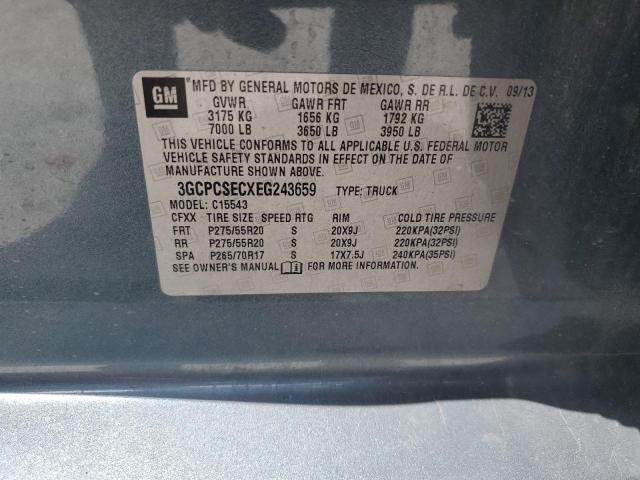 GM
MFD BY GENERAL MOTORS DE MEXICO, S. DE R.L. DE C.V. 09/13
GVWR GAWR FRT GAWR RR
3175 KG 1656 KG 1792 KG
7000 LB 3650 LB 3950 LB
THIS VEHICLE CONFORMS TO ALL APPLICABLE U.S. FEDERAL MOTOR
VEHICLE SAFETY STANDARDS IN EFFECT ON THE DATE OF
MANUFACTURE SHOWN ABOVE.
3GCPCSECXEG243659 TYPE: TRUCK
MODEL: C15543
CFXX TIRE SIZE SPEED RTG RIM COLD TIRE PRESSURE
FRT P275/55R20 S 20X9J 220KPA(32PSI)
RR P275/55R20 S 20X9J 220KPA(32PSI)
SPA P265/70R17 S 17X7.5J 240KPA(35PSI)
SEE OWNER'S MANUAL FOR MORE INFORMATION.